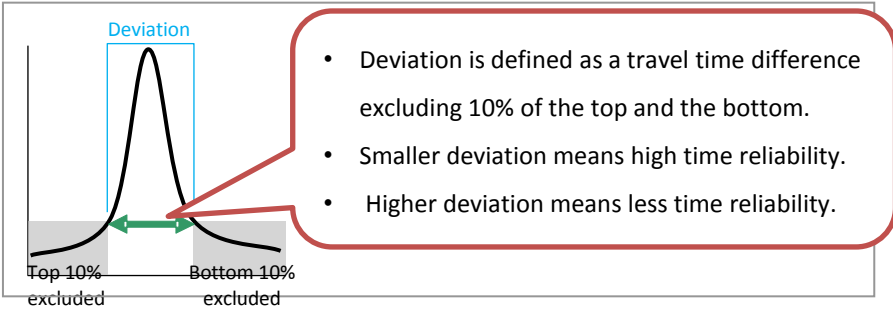 Deviation
• Deviation is defined as a travel time difference
excluding 10% of the top and the bottom.
• Smaller deviation means high time reliability.
• Higher deviation means less time reliability.
Top 10%
excluded
Bottom 10%
excluded